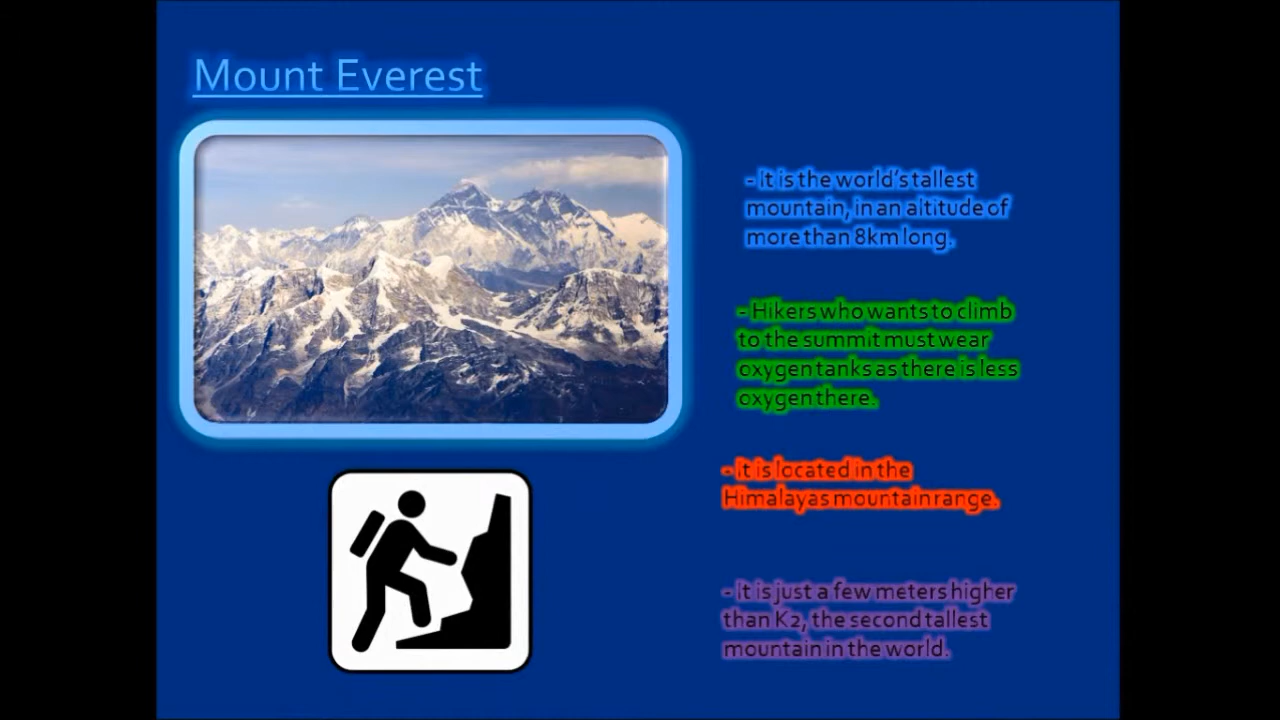 Mount Everest
- It is the world's tallest
mountain, in an altitude of
more than 8km long.
- Hikers who wants to climb
to the summit must wear
oxygen tanks as there is less
oxygen there.
- it is located in the
Himalayas mountain range.
- it is just a few meters higher
than K2, the second tallest
mountain in the world.